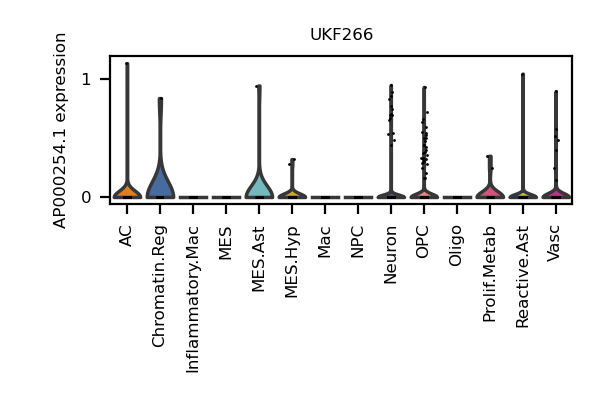 UKF266
AP000254.1 expression
1
0
AC
Chromatin.Reg
Inflammatory.Mac
MES
MES.Ast
MES.Hyp
Mac
NPC
Neuron
OPC
Oligo
Prolif.Metab
Reactive.Ast
Vasc